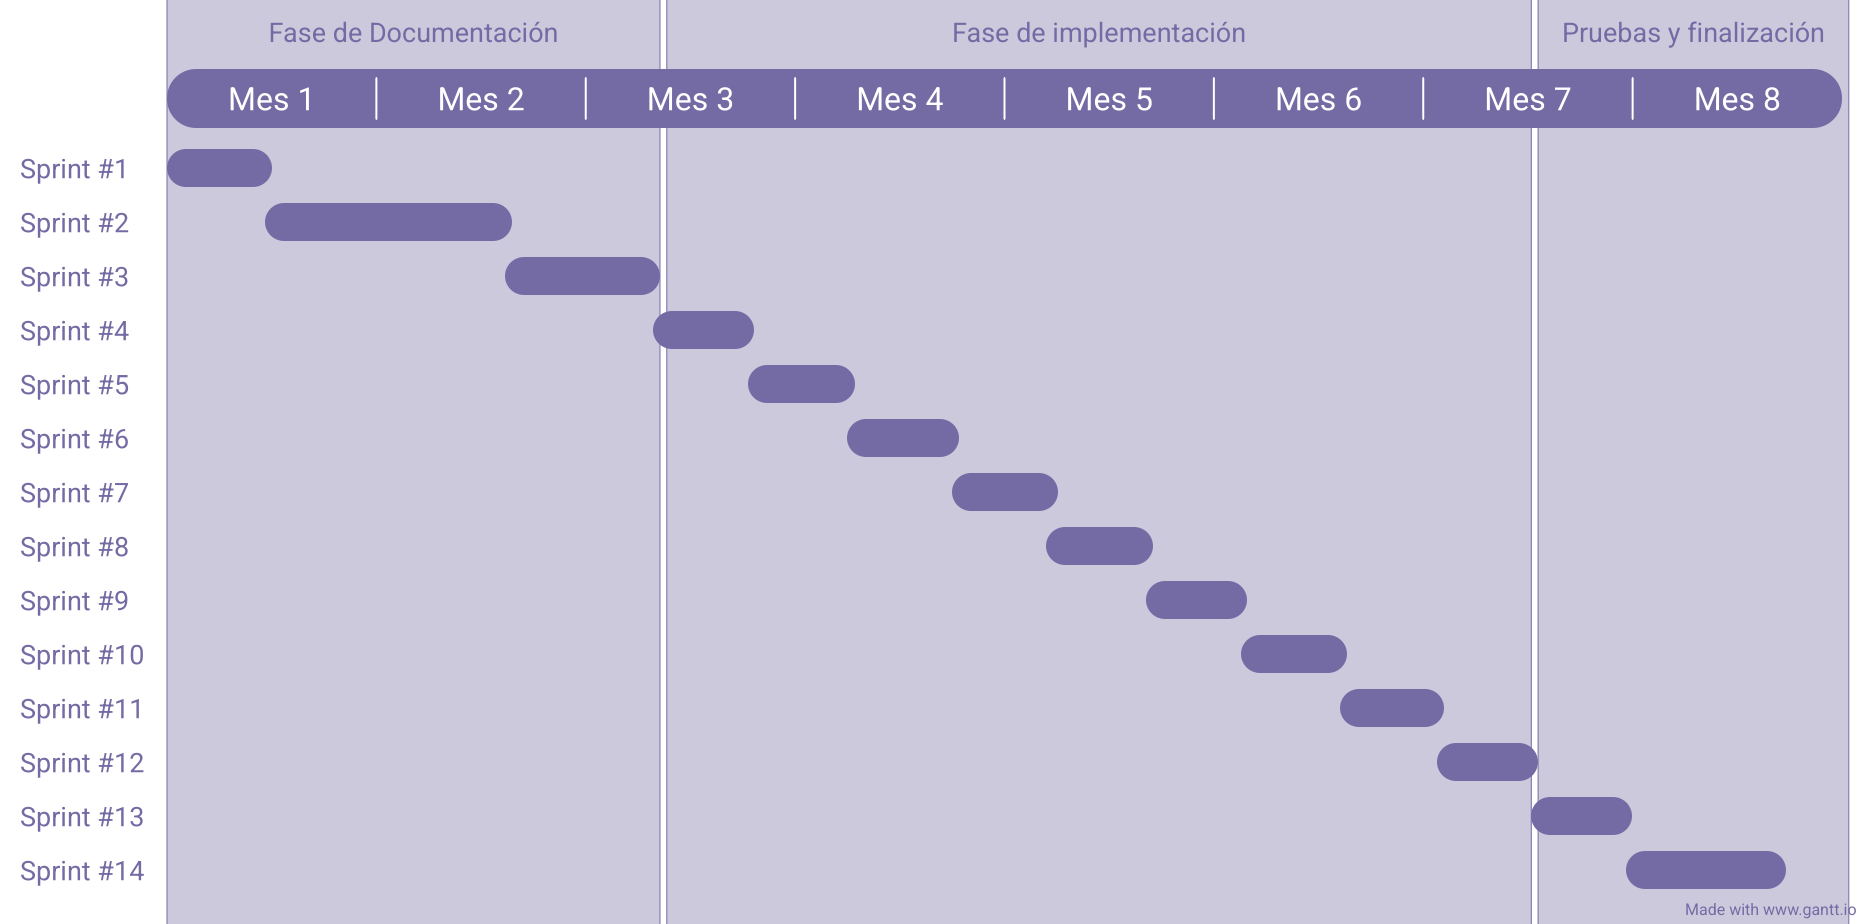 Fase de Documentación
Fase de implementación
Pruebas y finalización
Mes 1
Mes 2
Mes 3
Mes 4
Mes 5
Mes 6
Mes 7
Mes 8
Sprint #1
Sprint #2
Sprint #3
Sprint #4
Sprint #5
Sprint #6
Sprint #7
Sprint #8
Sprint #9
Sprint #10
Sprint #11
Sprint #12
Sprint #13
Sprint #14
Made with www.gantt.io